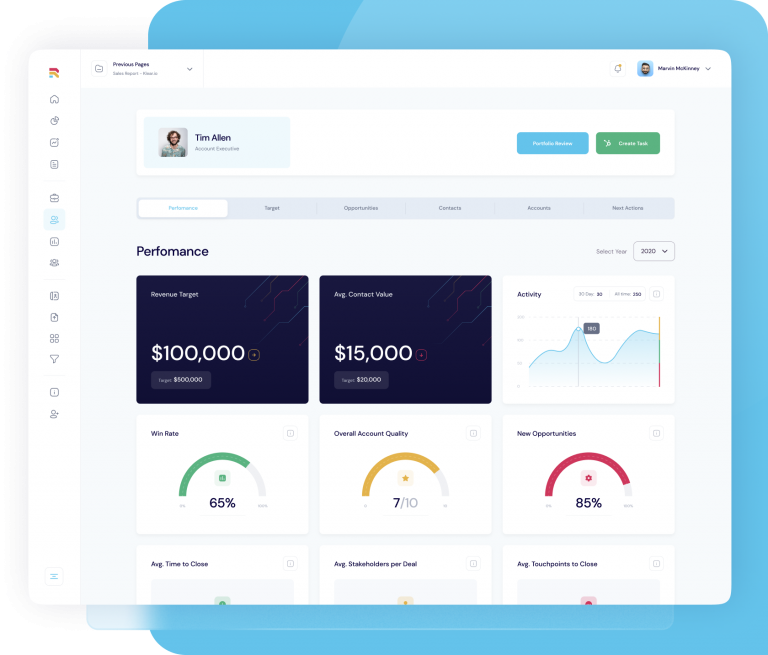 Previous Pages
Sales Report - Rise.io
Marvin McKinney
Tim Allen
Account Executive
Portfolio Review
Create Task
Perfomance
Target
Opportunities
Contacts
Accounts
Next Actions
Perfomance
Select Year
2020
Revenue Target
$100,000
Target: $500,000
Avg. Contact Value
$15,000
Target: $20,000
Activity
30 Day: 30
All time: 250
180
Win Rate
65%
0%
100%
Overall Account Quality
7/10
0
10
New Opportunities
85%
0%
100%
Avg. Time to Close
Avg. Stakeholders per Deal
Avg. Touchpoints to Close